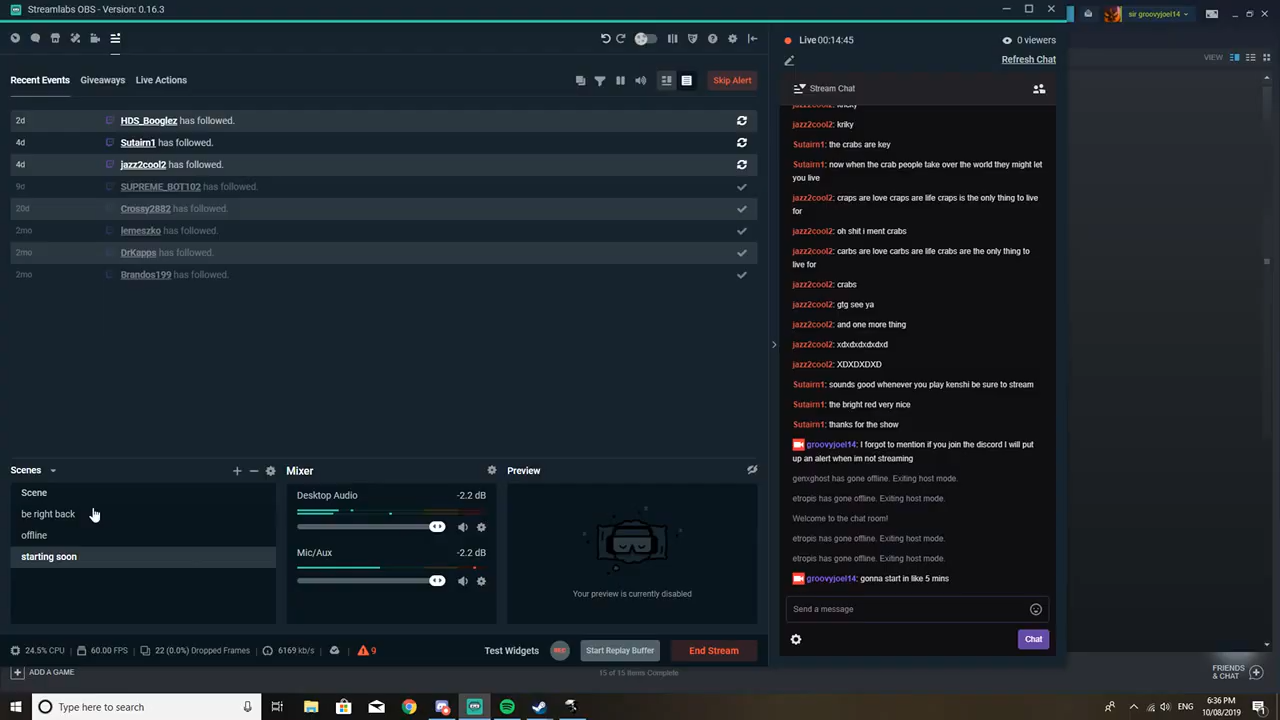 Streamlabs OBS - Version: 0.16.3
sir groovyjoel14
VIEW
Live 00:14:45
0 viewers
Refresh Chat
Recent Events
Giveaways
Live Actions
Skip Alert
Stream Chat
2d HDS_Booglez has followed.
4d Sutairn1 has followed.
4d jazz2cool2 has followed.
9d SUPREME_BOT102 has followed.
20d Crossy2882 has followed.
2mo lemeszko has followed.
2mo DrKapps has followed.
2mo Brandos199 has followed.
jazz2cool2: kricky
jazz2cool2: kriky
Sutairn1: the crabs are key
Sutairn1: now when the crab people take over the world they might let
you live
jazz2cool2: craps are love craps are life craps is the only thing to live
for
jazz2cool2: oh shit i ment crabs
jazz2cool2: carbs are love carbs are life crabs are the only thing to
live for
jazz2cool2: crabs
jazz2cool2: gtg see ya
jazz2cool2: and one more thing
jazz2cool2: xdxdxdxdxdxd
jazz2cool2: XDXDXDXD
Sutairn1: sounds good whenever you play kenshi be sure to stream
Sutairn1: the bright red very nice
Sutairn1: thanks for the show
groovyjoel14: I forgot to mention if you join the discord I will put
up an alert when im not streaming
genxghost has gone offline. Exiting host mode.
etropis has gone offline. Exiting host mode.
Welcome to the chat room!
etropis has gone offline. Exiting host mode.
etropis has gone offline. Exiting host mode.
groovyjoel14: gonna start in like 5 mins
Send a message
Chat
Scenes
Scene
be right back
offline
starting soon
Mixer
Desktop Audio -2.2 dB
Mic/Aux -2.2 dB
Preview
Your preview is currently disabled
24.5% CPU
60.00 FPS
22 (0.0%) Dropped Frames
6169 kb/s
9
Test Widgets
REC
Start Replay Buffer
End Stream
ADD A GAME
15 of 15 Items Complete
FRIENDS
& CHAT
Type here to search
ENG
6:36 PM
10/08/2019